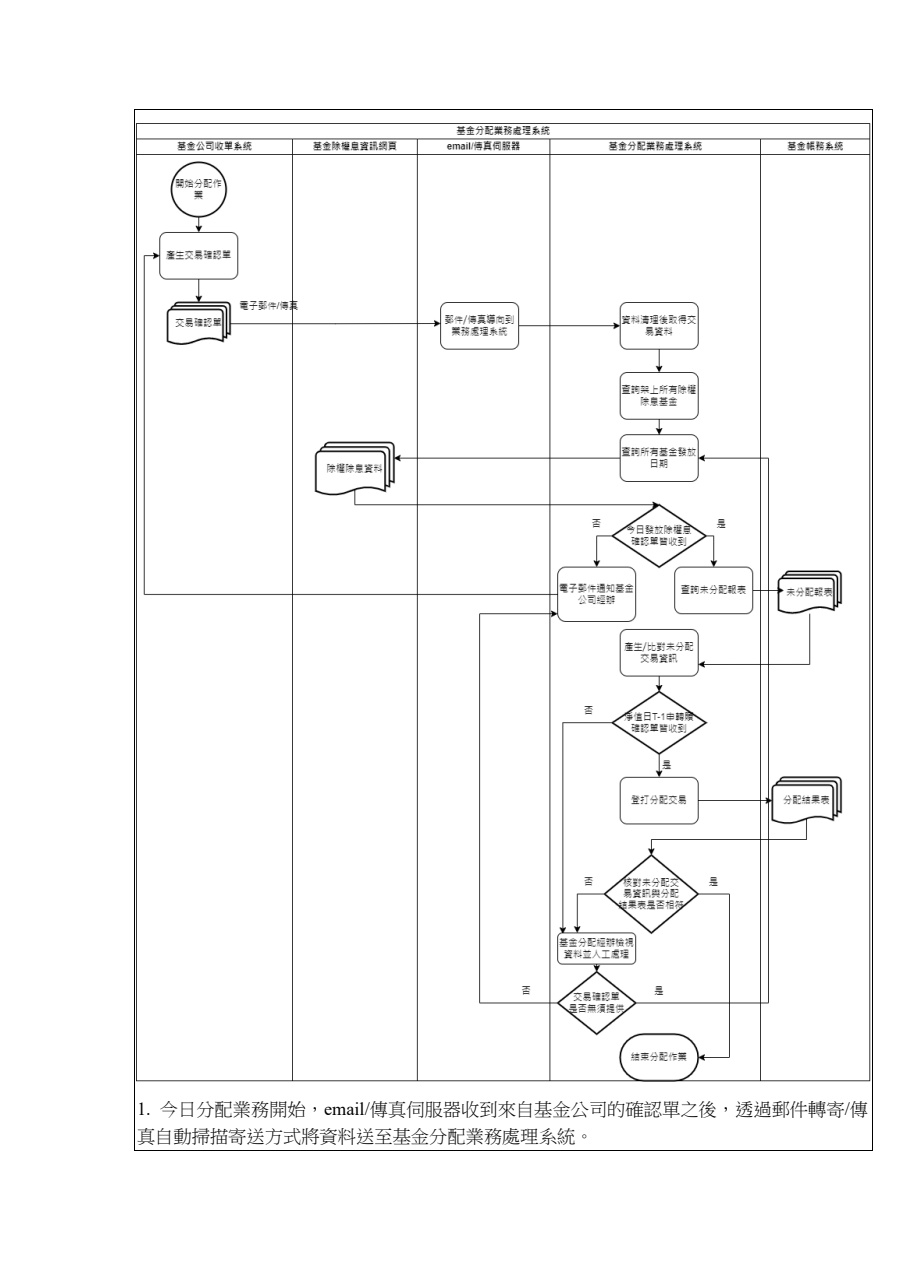 基金分配業務處理系統
基金公司收單系統
基金除權息資訊網頁
email/傳真伺服器
基金分配業務處理系統
基金帳務系統
開始分配作
業
產生交易確認單
電子郵件/傳真
交易確認單
郵件/傳真導向到
業務處理系統
資料清理後取得交
易資料
查詢架上所有除權
除息基金
查詢所有基金發放
日期
除權除息資料
否
今日發放除權息
確認單皆收到
是
電子郵件通知基金
公司經辦
查詢未分配報表
未分配報表
產生/比對未分配
交易資訊
否
淨值日T-1申轉贖
確認單皆收到
是
登打分配交易
分配結果表
否
核對未分配交
易資訊與分配
結果表是否相符
是
基金分配經辦檢視
資料並人工處理
否
交易確認單
是否無須提供
是
結束分配作業
1. 今日分配業務開始，email/傳真伺服器收到來自基金公司的確認單之後，透過郵件轉寄/傳
真自動掃描寄送方式將資料送至基金分配業務處理系統。